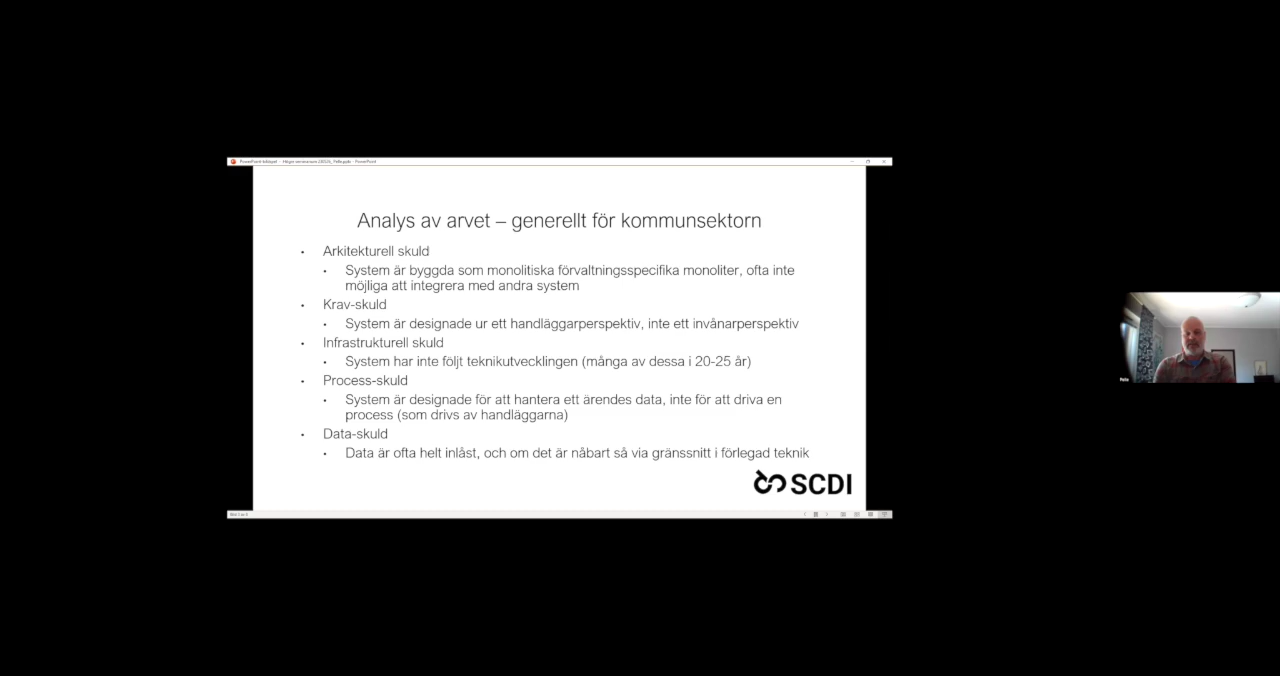 Analys av arvet – generellt för kommunsektorn
• Arkitekturell skuld
• System är byggda som monolitiska förvaltningsspecifika monoliter, ofta inte
möjliga att integrera med andra system
• Krav-skuld
• System är designade ur ett handläggarperspektiv, inte ett invånarperspektiv
• Infrastrukturell skuld
• System har inte följt teknikutvecklingen (många av dessa i 20-25 år)
• Process-skuld
• System är designade för att hantera ett ärendes data, inte för att driva en
process (som drivs av handläggarna)
• Data-skuld
• Data är ofta helt inlåst, och om det är nåbart så via gränssnitt i förlegad teknik
SCDI